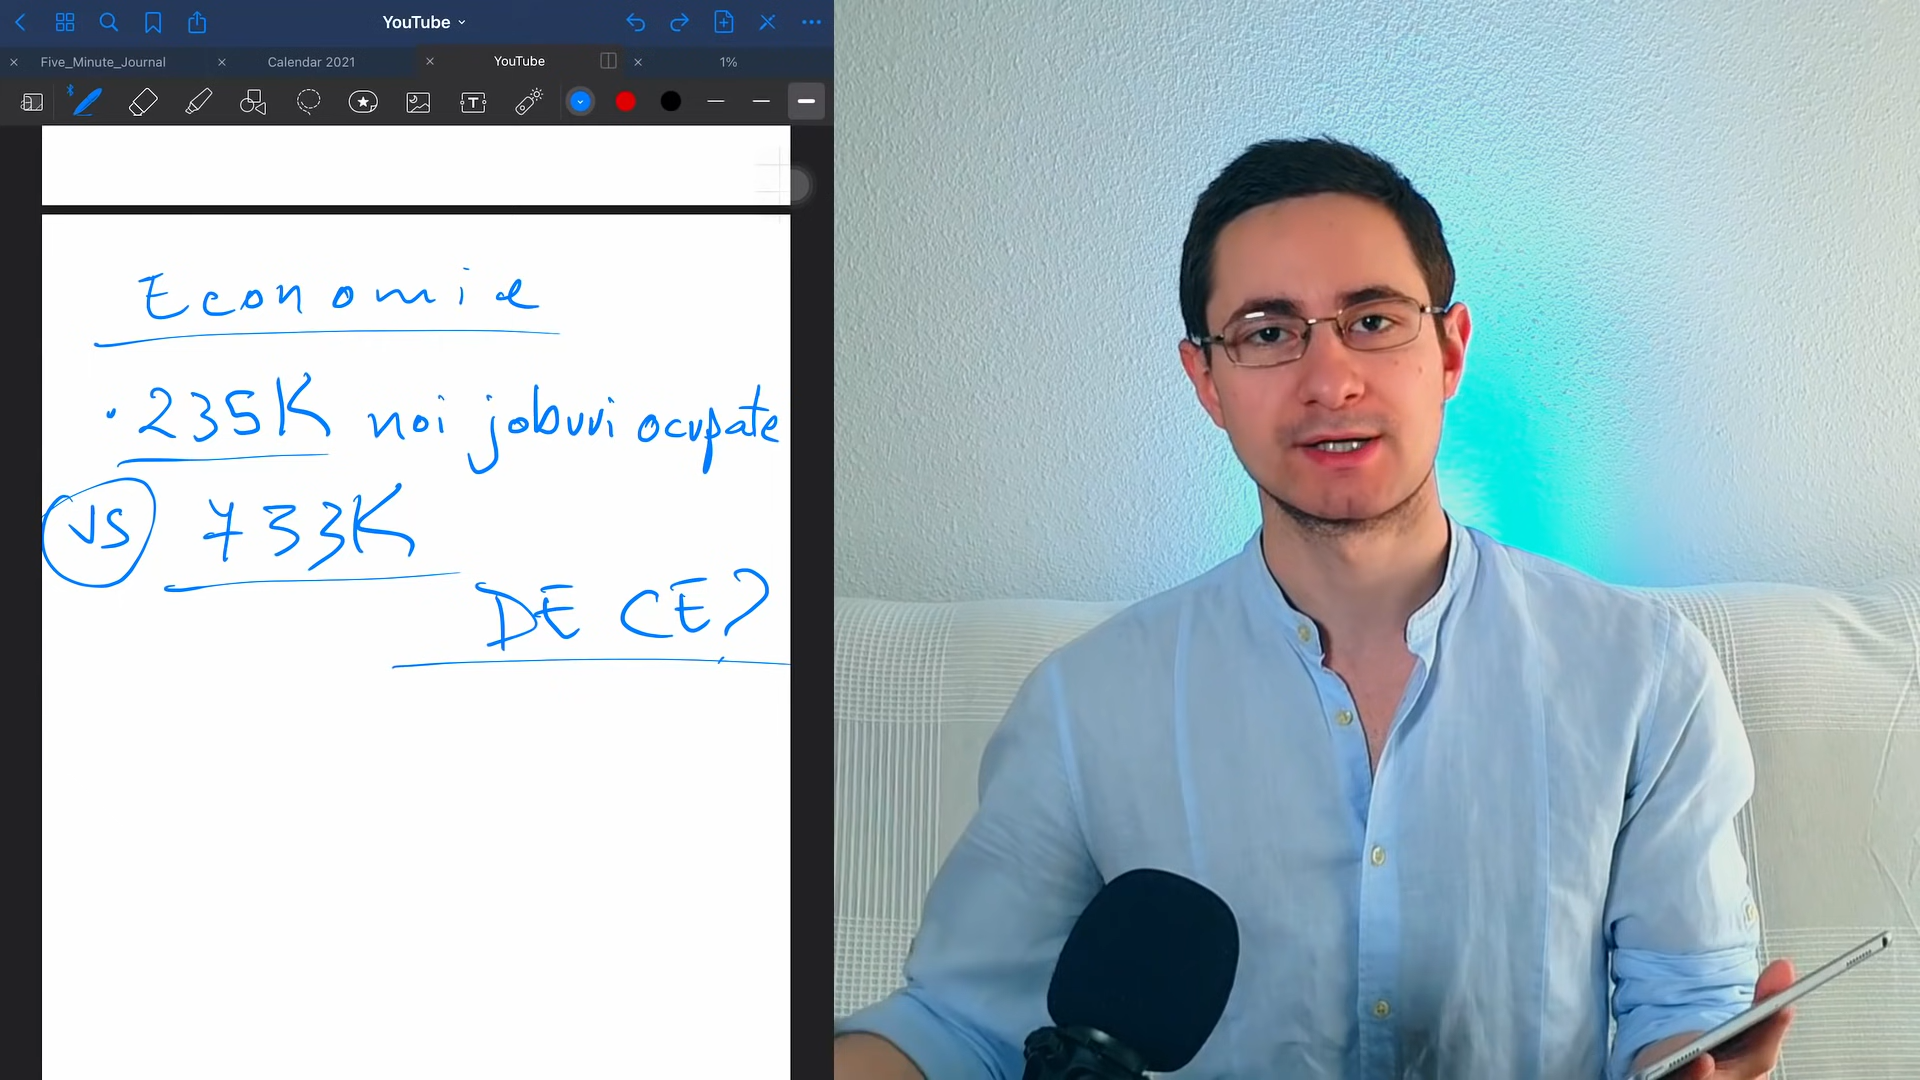 YouTube
Five_Minute_Journal
Calendar 2021
YouTube
1%
T
Economie
· 235K noi joburi ocupate
VS 733K
DE CE?